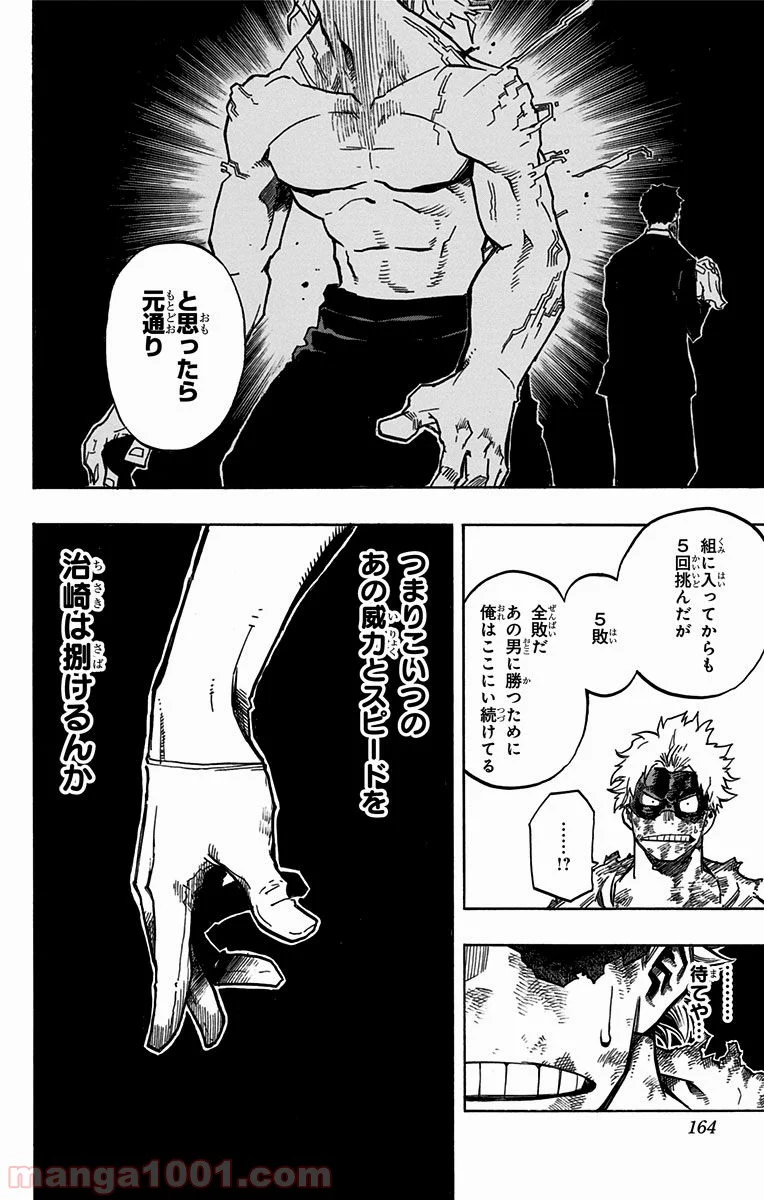 と思ったら
元通り
組に入ってからも
５回挑んだが
５敗
全敗だ
あの男に勝つために
俺はここにい続けてる
………!?
…………
待てや…
つまりこいつの
あの威力とスピードを
治崎は捌けるんか
164
manga1001.com